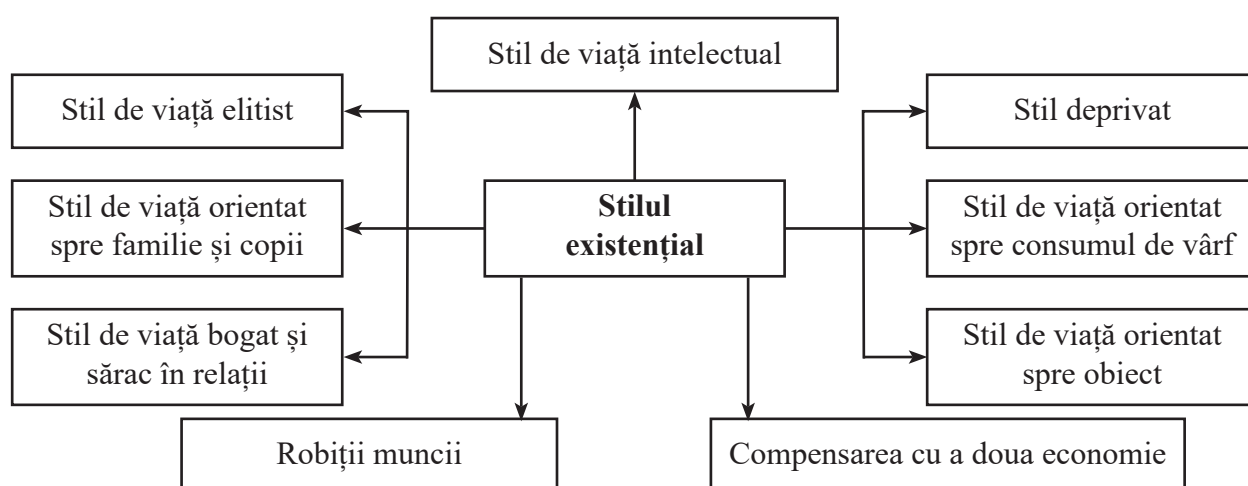 Stil de viață intelectual
Stil de viață elitist
Stil deprivat
Stil de viață orientat
spre familie și copii
Stilul
existențial
Stil de viață orientat
spre consumul de vârf
Stil de viață bogat și
sărac în relații
Stil de viață orientat
spre obiect
Robiții muncii
Compensarea cu a doua economie